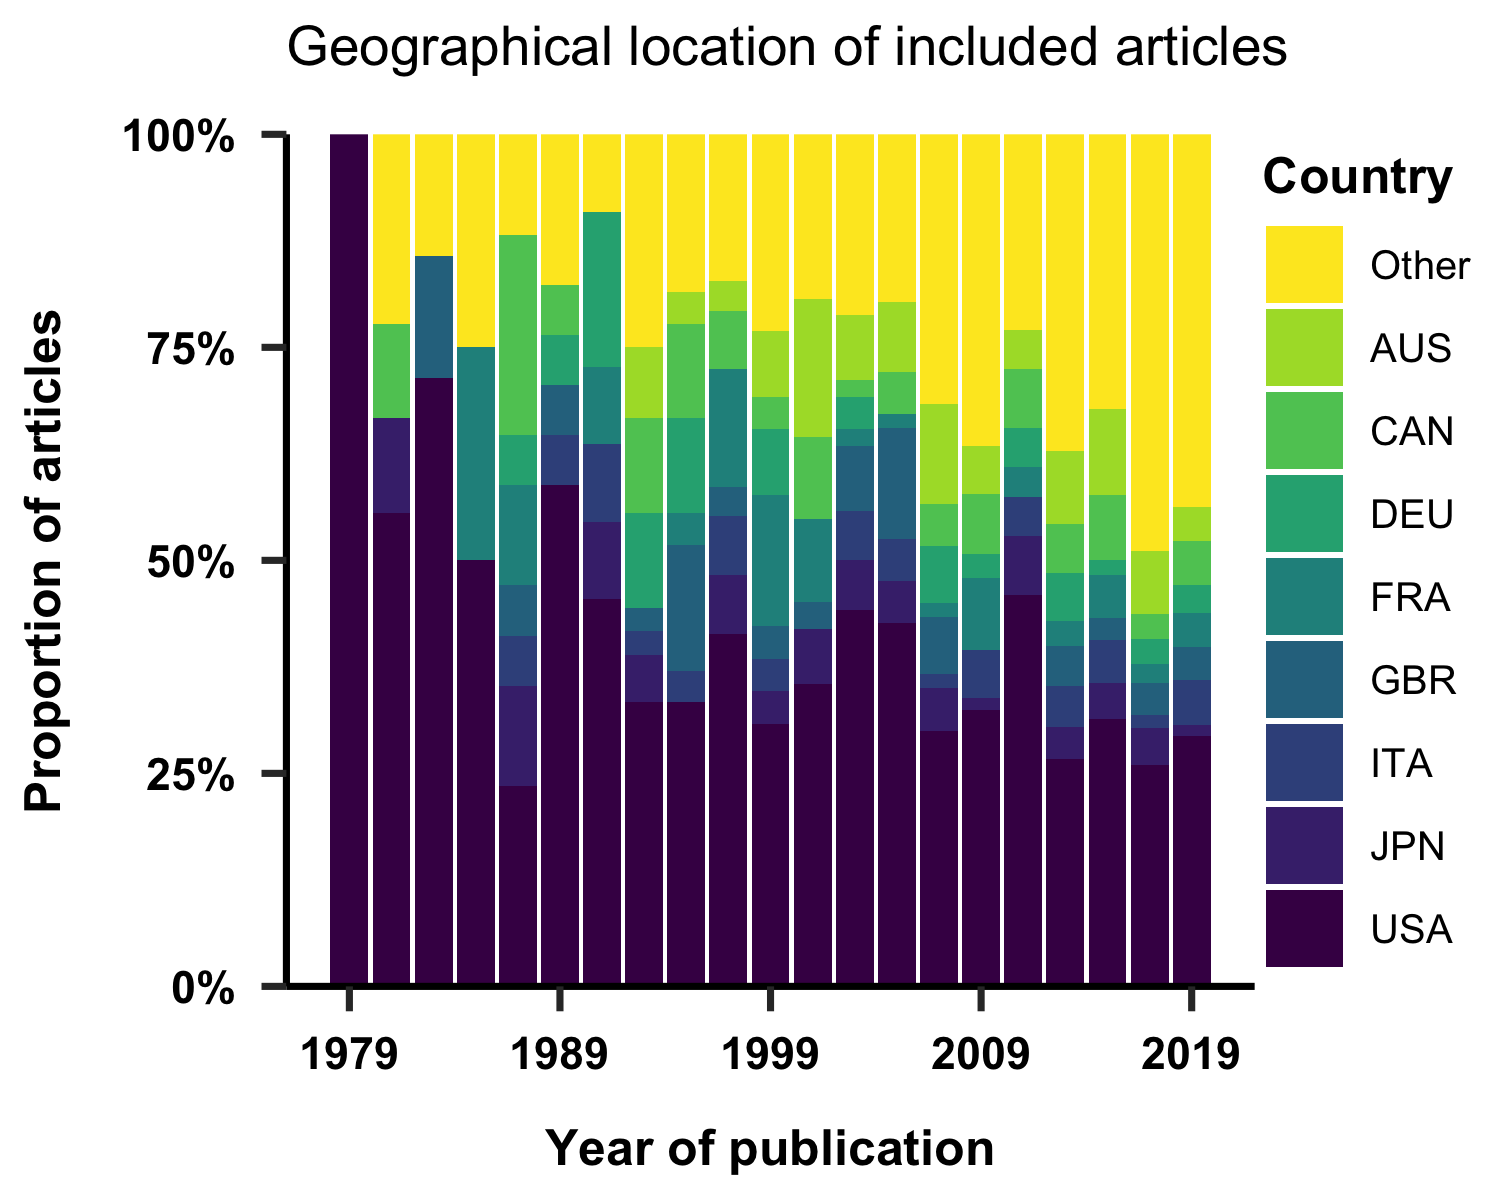 Geographical location of included articles
Proportion of articles
100%
75%
50%
25%
0%
1979 1989 1999 2009 2019
Year of publication
Country
Other
AUS
CAN
DEU
FRA
GBR
ITA
JPN
USA